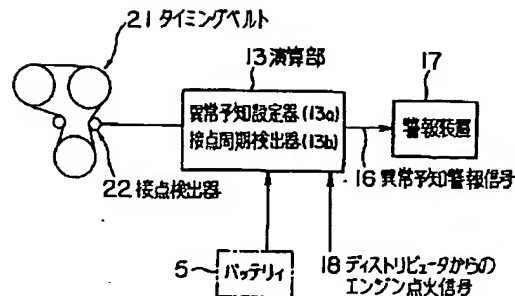 21 タイミングベルト
13 演算部
17
異常予知設定器(13a)
接点周期検出器(13b)
警報装置
22 接点検出器
16 異常予知警報信号
5
バッテリィ
18 ディストリビュータからの
エンジン点火信号